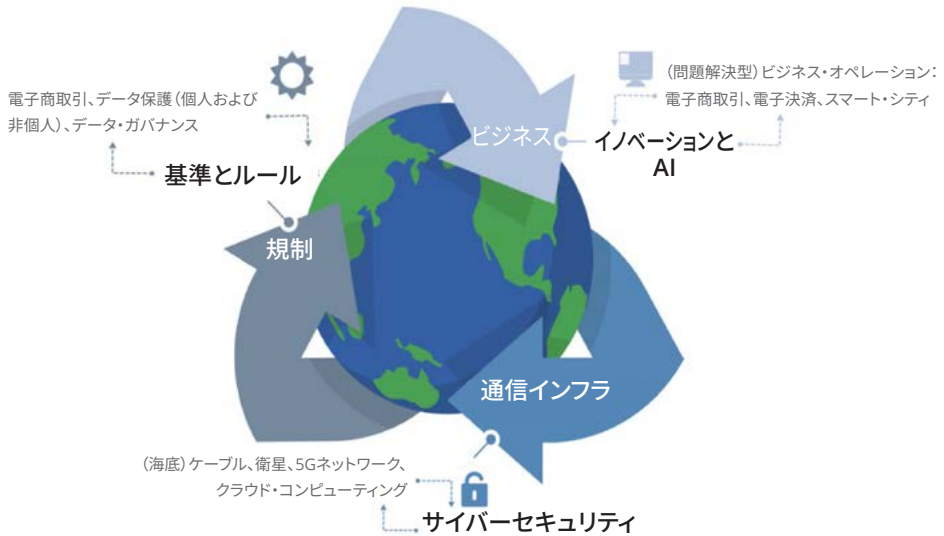 (問題解決型)ビジネス・オペレーション:
電子商取引、電子決済、スマート・シティ
電子商取引、データ保護(個人および
非個人)、データ・ガバナンス
ビジネス
イノベーションと
AI
基準とルール
規制
通信インフラ
(海底)ケーブル、衛星、5Gネットワーク、
クラウド・コンピューティング
サイバーセキュリティ